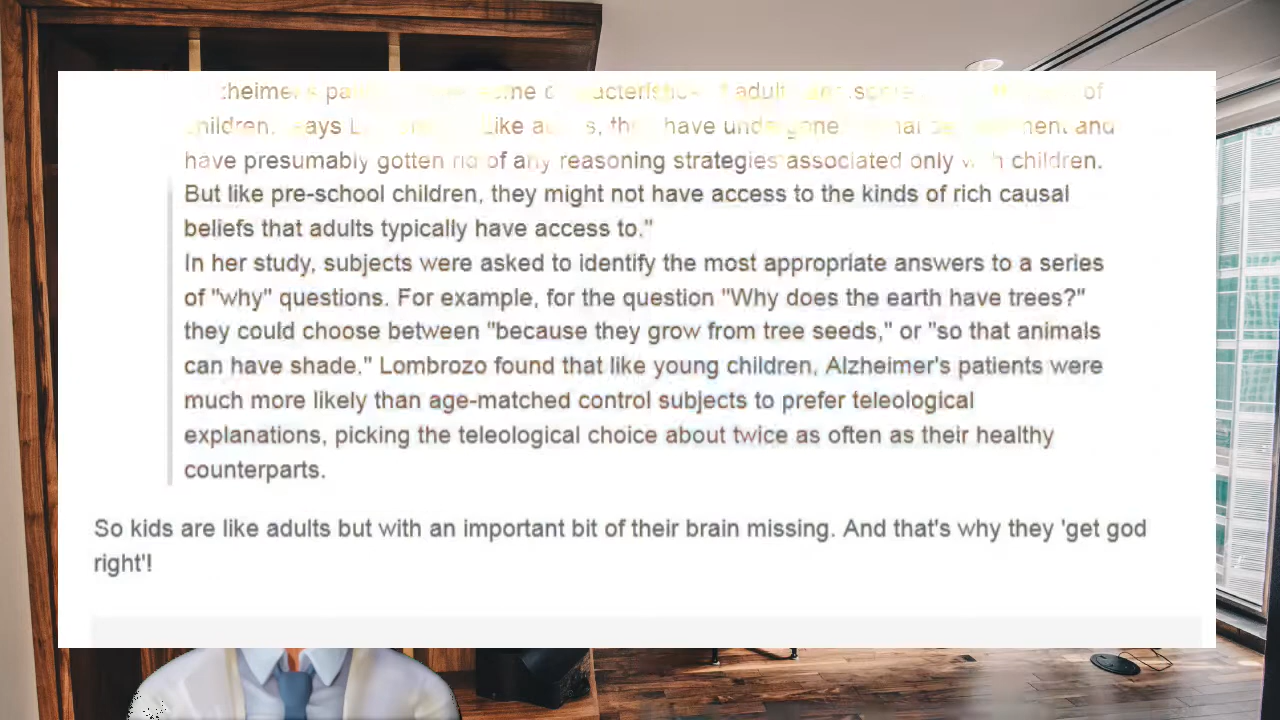 have presumably gotten rid of any reasoning strategies associated only with children.
But like pre-school children, they might not have access to the kinds of rich causal
beliefs that adults typically have access to."
In her study, subjects were asked to identify the most appropriate answers to a series
of "why" questions. For example, for the question "Why does the earth have trees?"
they could choose between "because they grow from tree seeds," or "so that animals
can have shade." Lombrozo found that like young children, Alzheimer's patients were
much more likely than age-matched control subjects to prefer teleological
explanations, picking the teleological choice about twice as often as their healthy
counterparts.
So kids are like adults but with an important bit of their brain missing. And that's why they 'get god
right'!